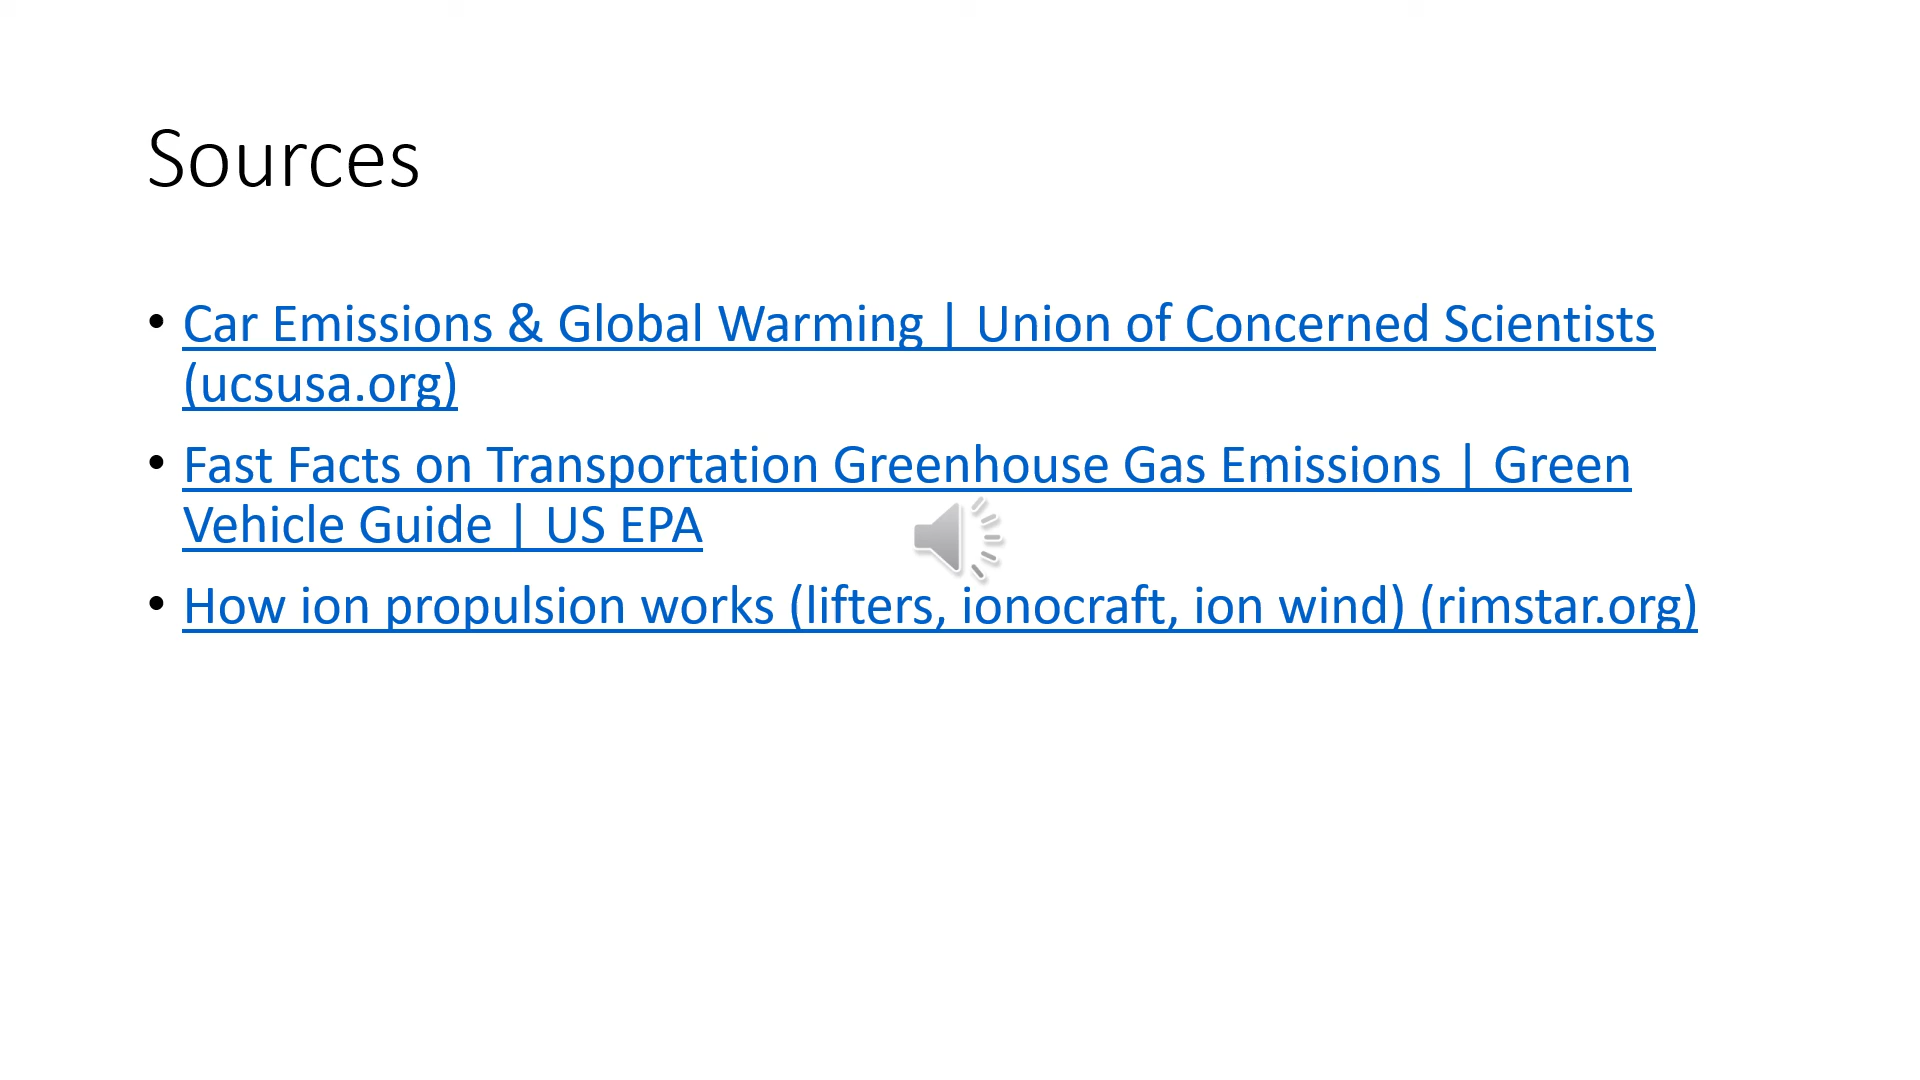 Sources
• Car Emissions & Global Warming | Union of Concerned Scientists
(ucsusa.org)
• Fast Facts on Transportation Greenhouse Gas Emissions | Green
Vehicle Guide | US EPA
• How ion propulsion works (lifters, ionocraft, ion wind) (rimstar.org)